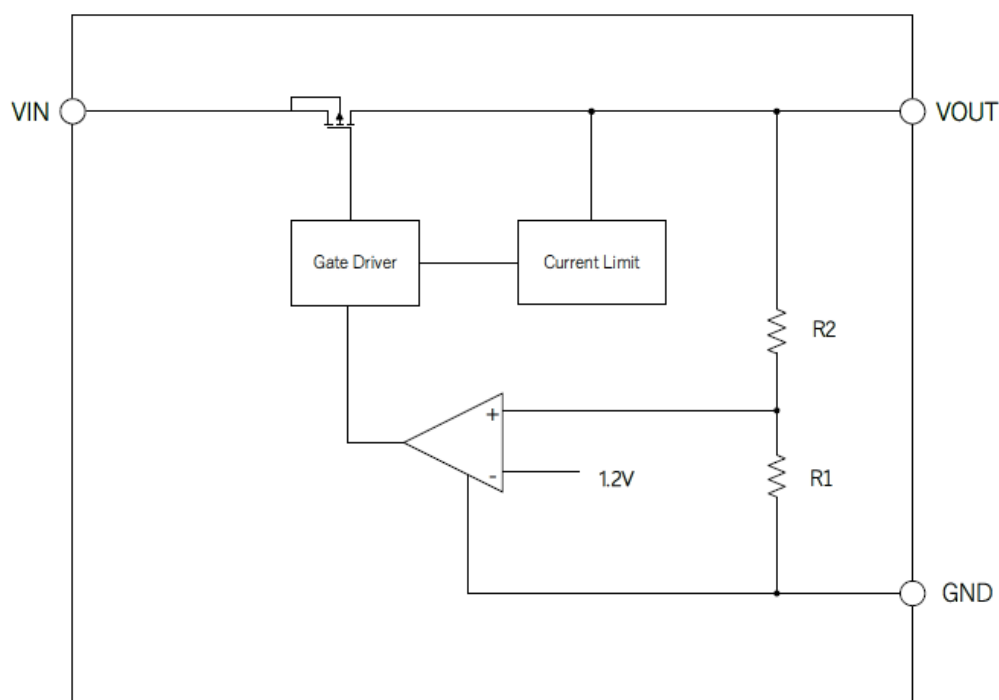 VIN
VOUT
Gate Driver
Current Limit
R2
+
-
1.2V
R1
GND